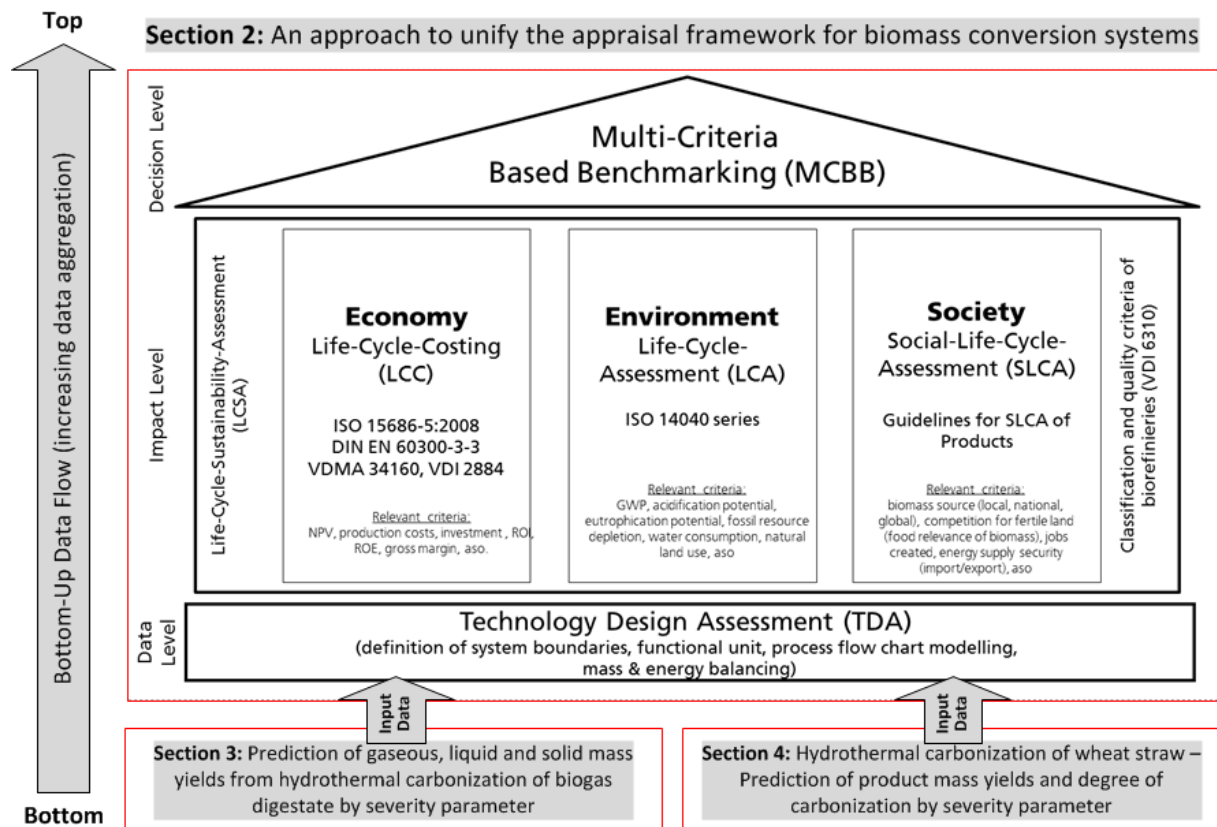 Top
Section 2: An approach to unify the appraisal framework for biomass conversion systems
Bottom-Up Data Flow (increasing data aggregation)
Decision Level
Multi-Criteria
Based Benchmarking (MCBB)
Impact Level
Life-Cycle-Sustainability-Assessment
(LCSA)
Economy
Life-Cycle-Costing
(LCC)
ISO 15686-5:2008
DIN EN 60300-3-3
VDMA 34160, VDI 2884
Relevant criteria:
NPV, production costs, investment , ROI,
ROE, gross margin, aso.
Environment
Life-Cycle-
Assessment (LCA)
ISO 14040 series
Relevant criteria:
GWP, acidification potential,
eutrophication potential, fossil resource
depletion, water consumption, natural
land use, aso
Society
Social-Life-Cycle-
Assessment (SLCA)
Guidelines for SLCA of
Products
Relevant criteria:
biomass source (local, national,
global), competition for fertile land
(food relevance of biomass), jobs
created, energy supply security
(import/export), aso
Classification and quality criteria of
biorefinieries (VDI 6310)
Data
Level
Technology Design Assessment (TDA)
(definition of system boundaries, functional unit, process flow chart modelling,
mass & energy balancing)
Input
Data
Input
Data
Section 3: Prediction of gaseous, liquid and solid mass
yields from hydrothermal carbonization of biogas
digestate by severity parameter
Section 4: Hydrothermal carbonization of wheat straw –
Prediction of product mass yields and degree of
carbonization by severity parameter
Bottom